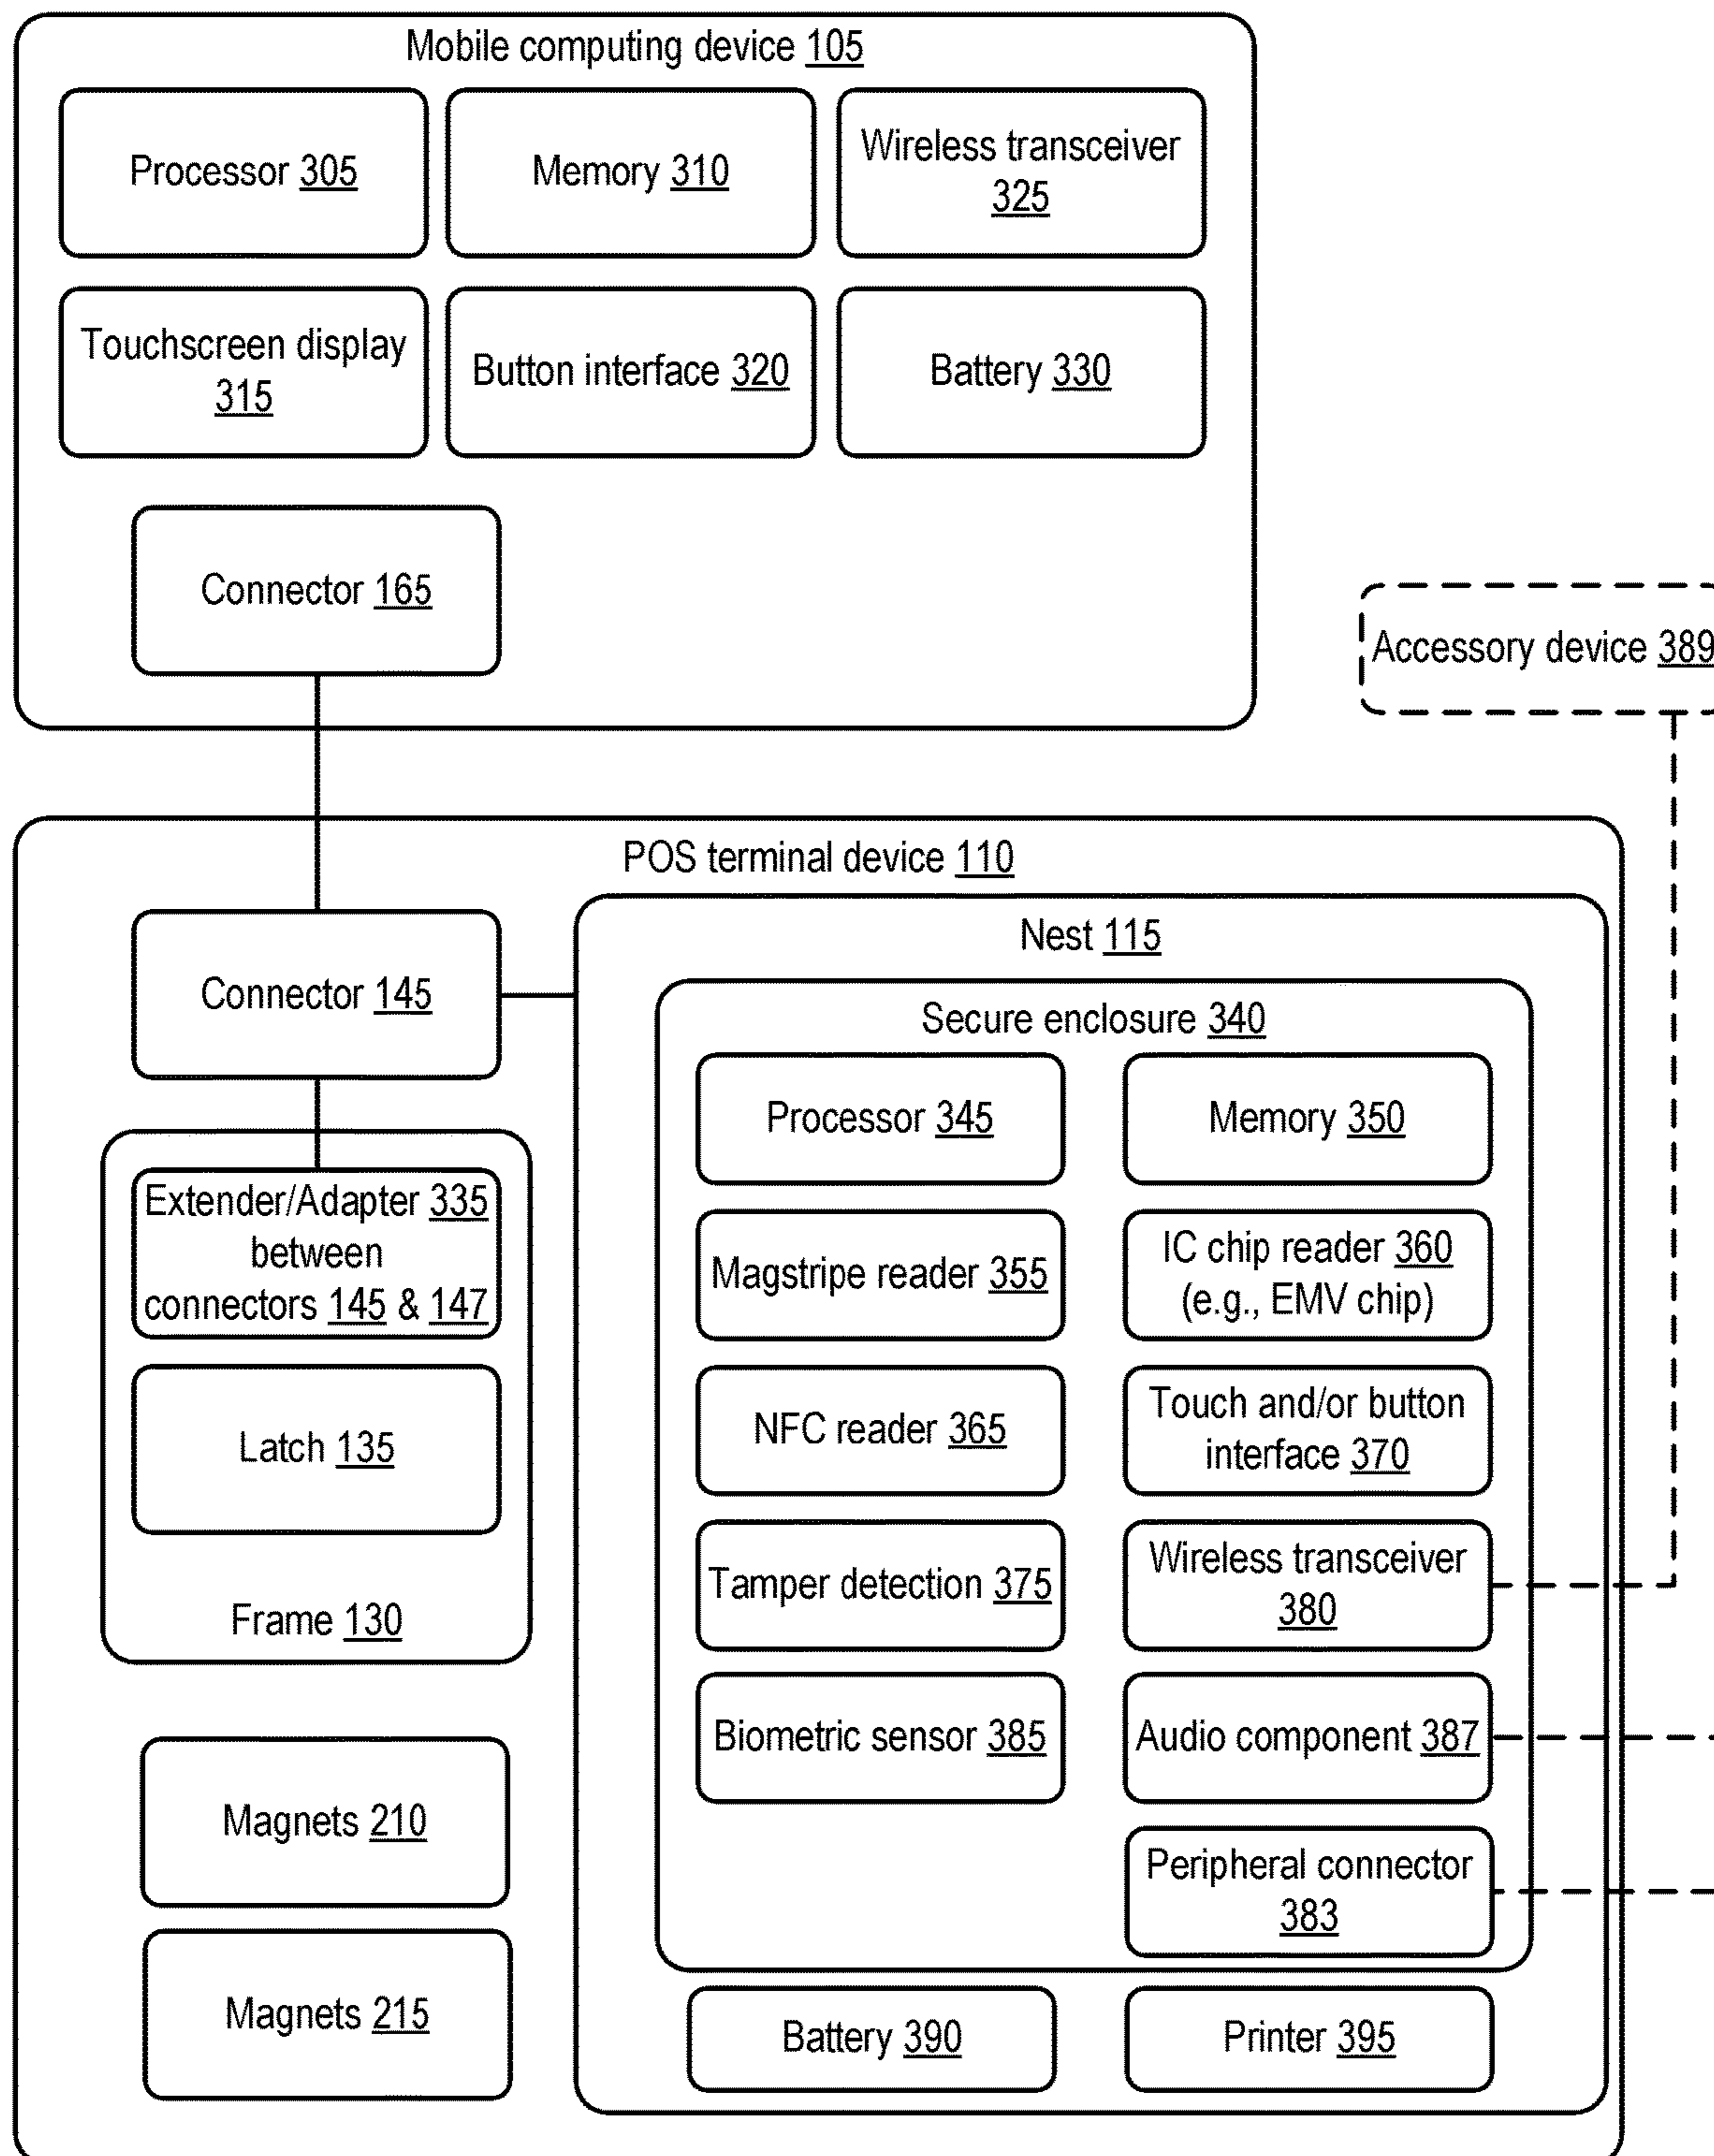 Mobile computing device 105
Processor 305
Memory 310
Wireless transceiver
325
Touchscreen display
315
Button interface 320
Battery 330
Connector 165
Accessory device 389
POS terminal device 110
Connector 145
Extender/Adapter 335
between
connectors 145 & 147
Latch 135
Frame 130
Magnets 210
Magnets 215
Nest 115
Secure enclosure 340
Processor 345
Memory 350
Magstripe reader 355
IC chip reader 360
(e.g., EMV chip)
NFC reader 365
Touch and/or button
interface 370
Tamper detection 375
Wireless transceiver
380
Biometric sensor 385
Audio component 387
Peripheral connector
383
Battery 390
Printer 395